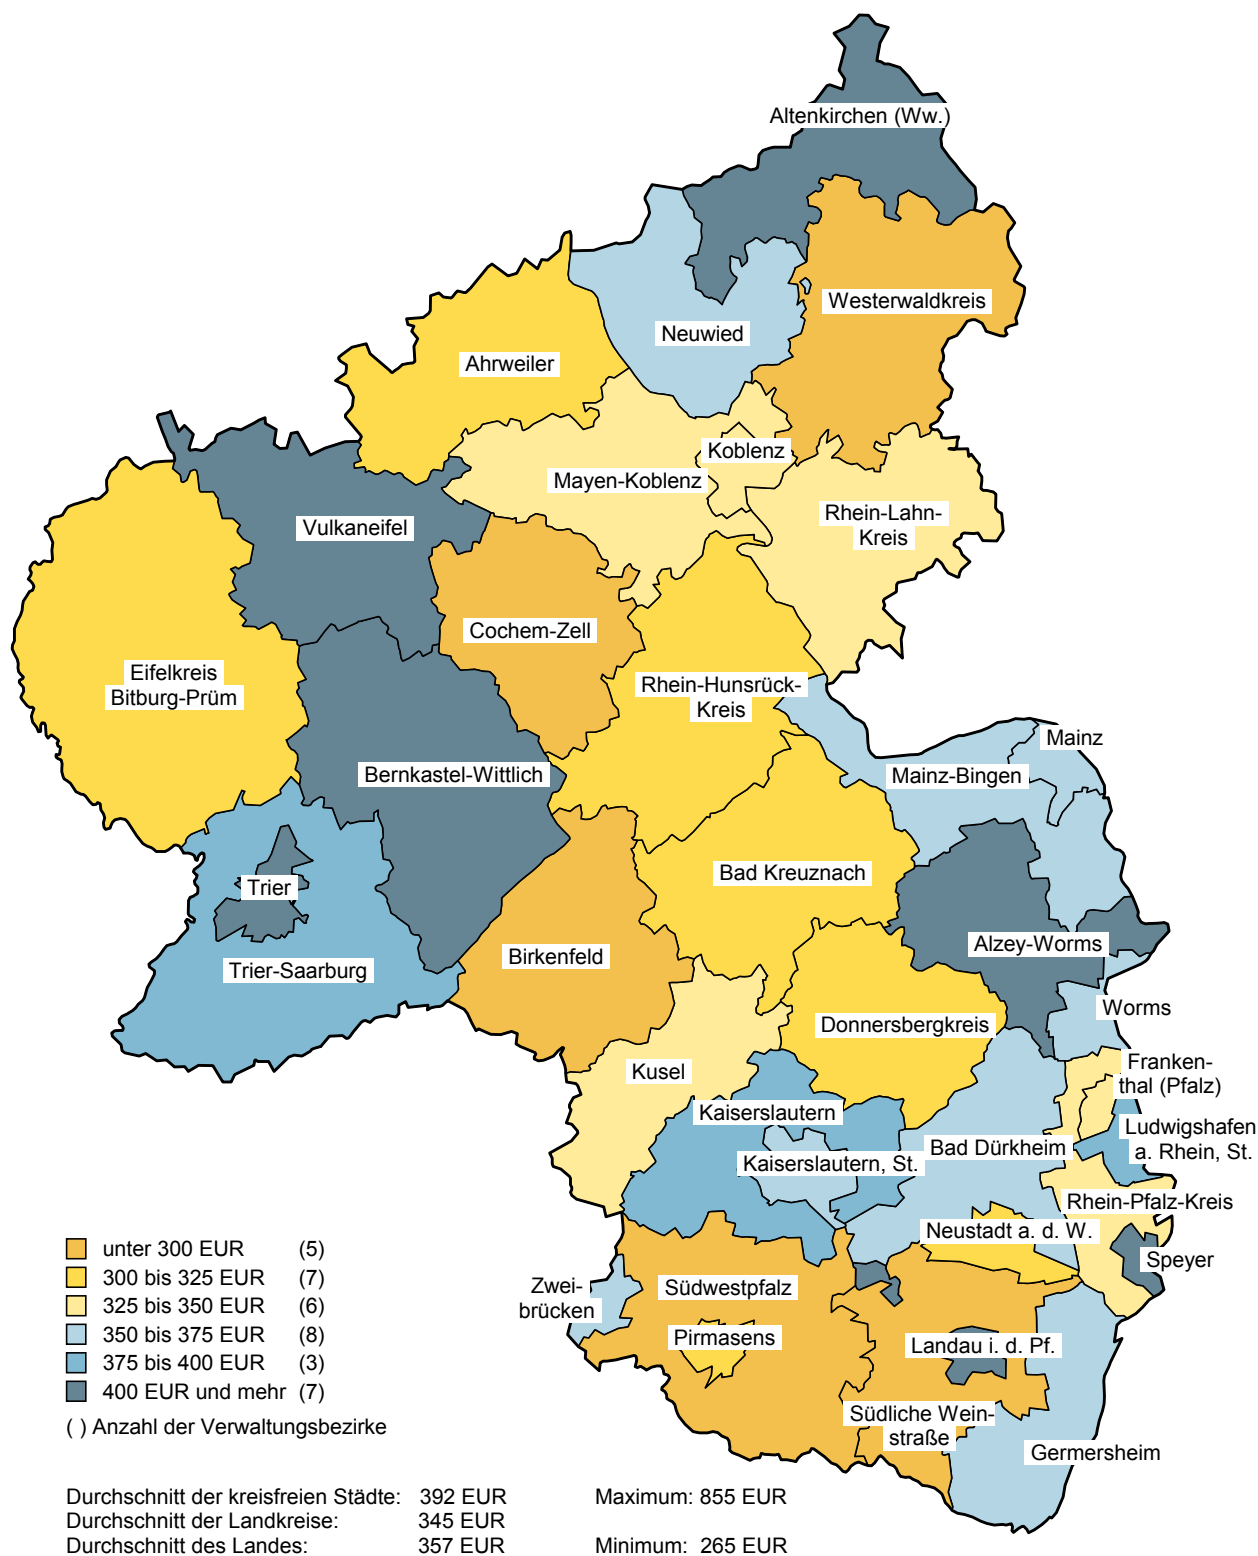 Altenkirchen (Ww.)
Westerwaldkreis
Neuwied
Ahrweiler
Koblenz
Mayen-Koblenz
Rhein-Lahn-
Kreis
Vulkaneifel
Cochem-Zell
Eifelkreis
Bitburg-Prüm
Rhein-Hunsrück-
Kreis
Mainz
Mainz-Bingen
Bernkastel-Wittlich
Bad Kreuznach
Trier
Alzey-Worms
Birkenfeld
Trier-Saarburg
Worms
Donnersbergkreis
Kusel
Franken-
thal (Pfalz)
Kaiserslautern
Ludwigshafen
a. Rhein, St.
Bad Dürkheim
Kaiserslautern, St.
Rhein-Pfalz-Kreis
Neustadt a. d. W.
Speyer
Zwei-
brücken
Südwestpfalz
Pirmasens
Landau i. d. Pf.
Südliche Wein-
straße
Germersheim
unter 300 EUR (5)
300 bis 325 EUR (7)
325 bis 350 EUR (6)
350 bis 375 EUR (8)
375 bis 400 EUR (3)
400 EUR und mehr (7)
( ) Anzahl der Verwaltungsbezirke
Durchschnitt der kreisfreien Städte: 392 EUR Maximum: 855 EUR
Durchschnitt der Landkreise: 345 EUR
Durchschnitt des Landes: 357 EUR Minimum: 265 EUR